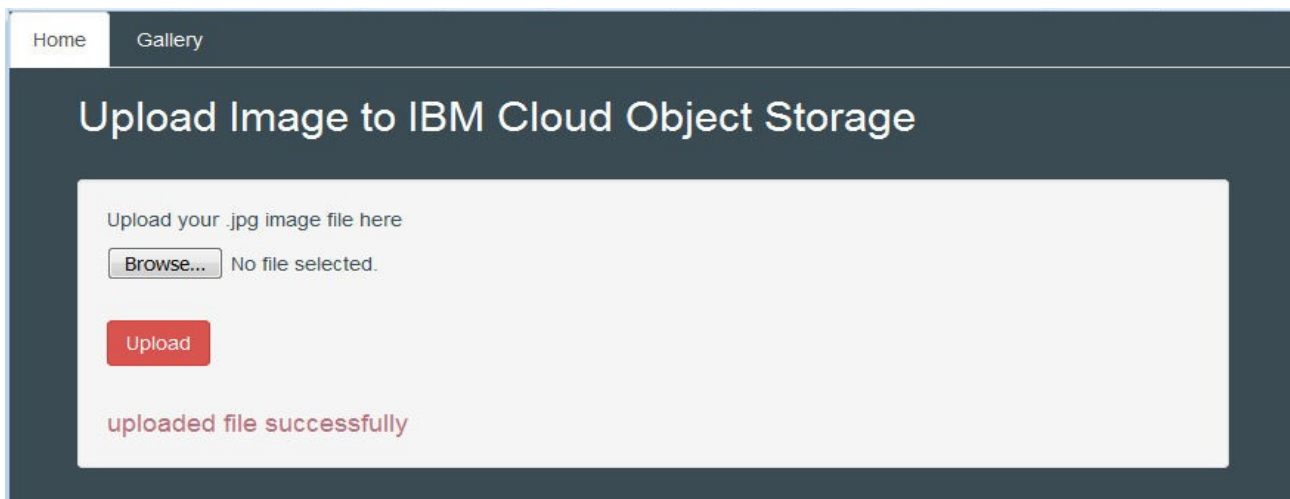 Home Gallery
Upload Image to IBM Cloud Object Storage
Upload your .jpg image file here
Browse... No file selected.
Upload
uploaded file successfully